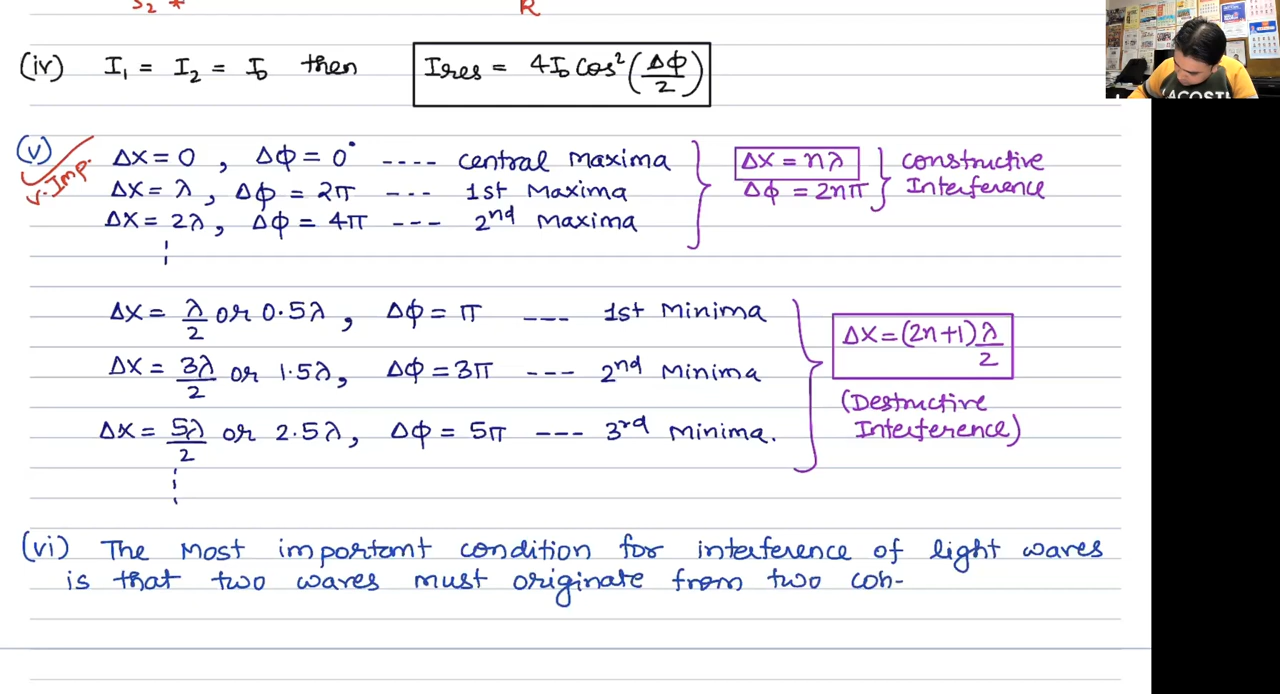 S₂ *
R
(iv) I₁ = I₂ = I₀ then Ires = 4I₀ Cos² (Δϕ/2)
(v) Δx = 0, Δϕ = 0° ---- central maxima
V. Imp.
Δx = λ, Δϕ = 2π --- 1st Maxima
Δx = 2λ, Δϕ = 4π --- 2nd Maxima
Δx = nλ
Δϕ = 2nπ
constructive
Interference
Δx = λ/2 or 0.5λ, Δϕ = π --- 1st Minima
Δx = 3λ/2 or 1.5λ, Δϕ = 3π --- 2nd Minima
Δx = 5λ/2 or 2.5λ, Δϕ = 5π --- 3rd Minima.
Δx = (2n+1) λ/2
(Destructive
Interference)
(vi) The most important condition for interference of light waves
is that two waves must originate from two coh-
LACOSTE